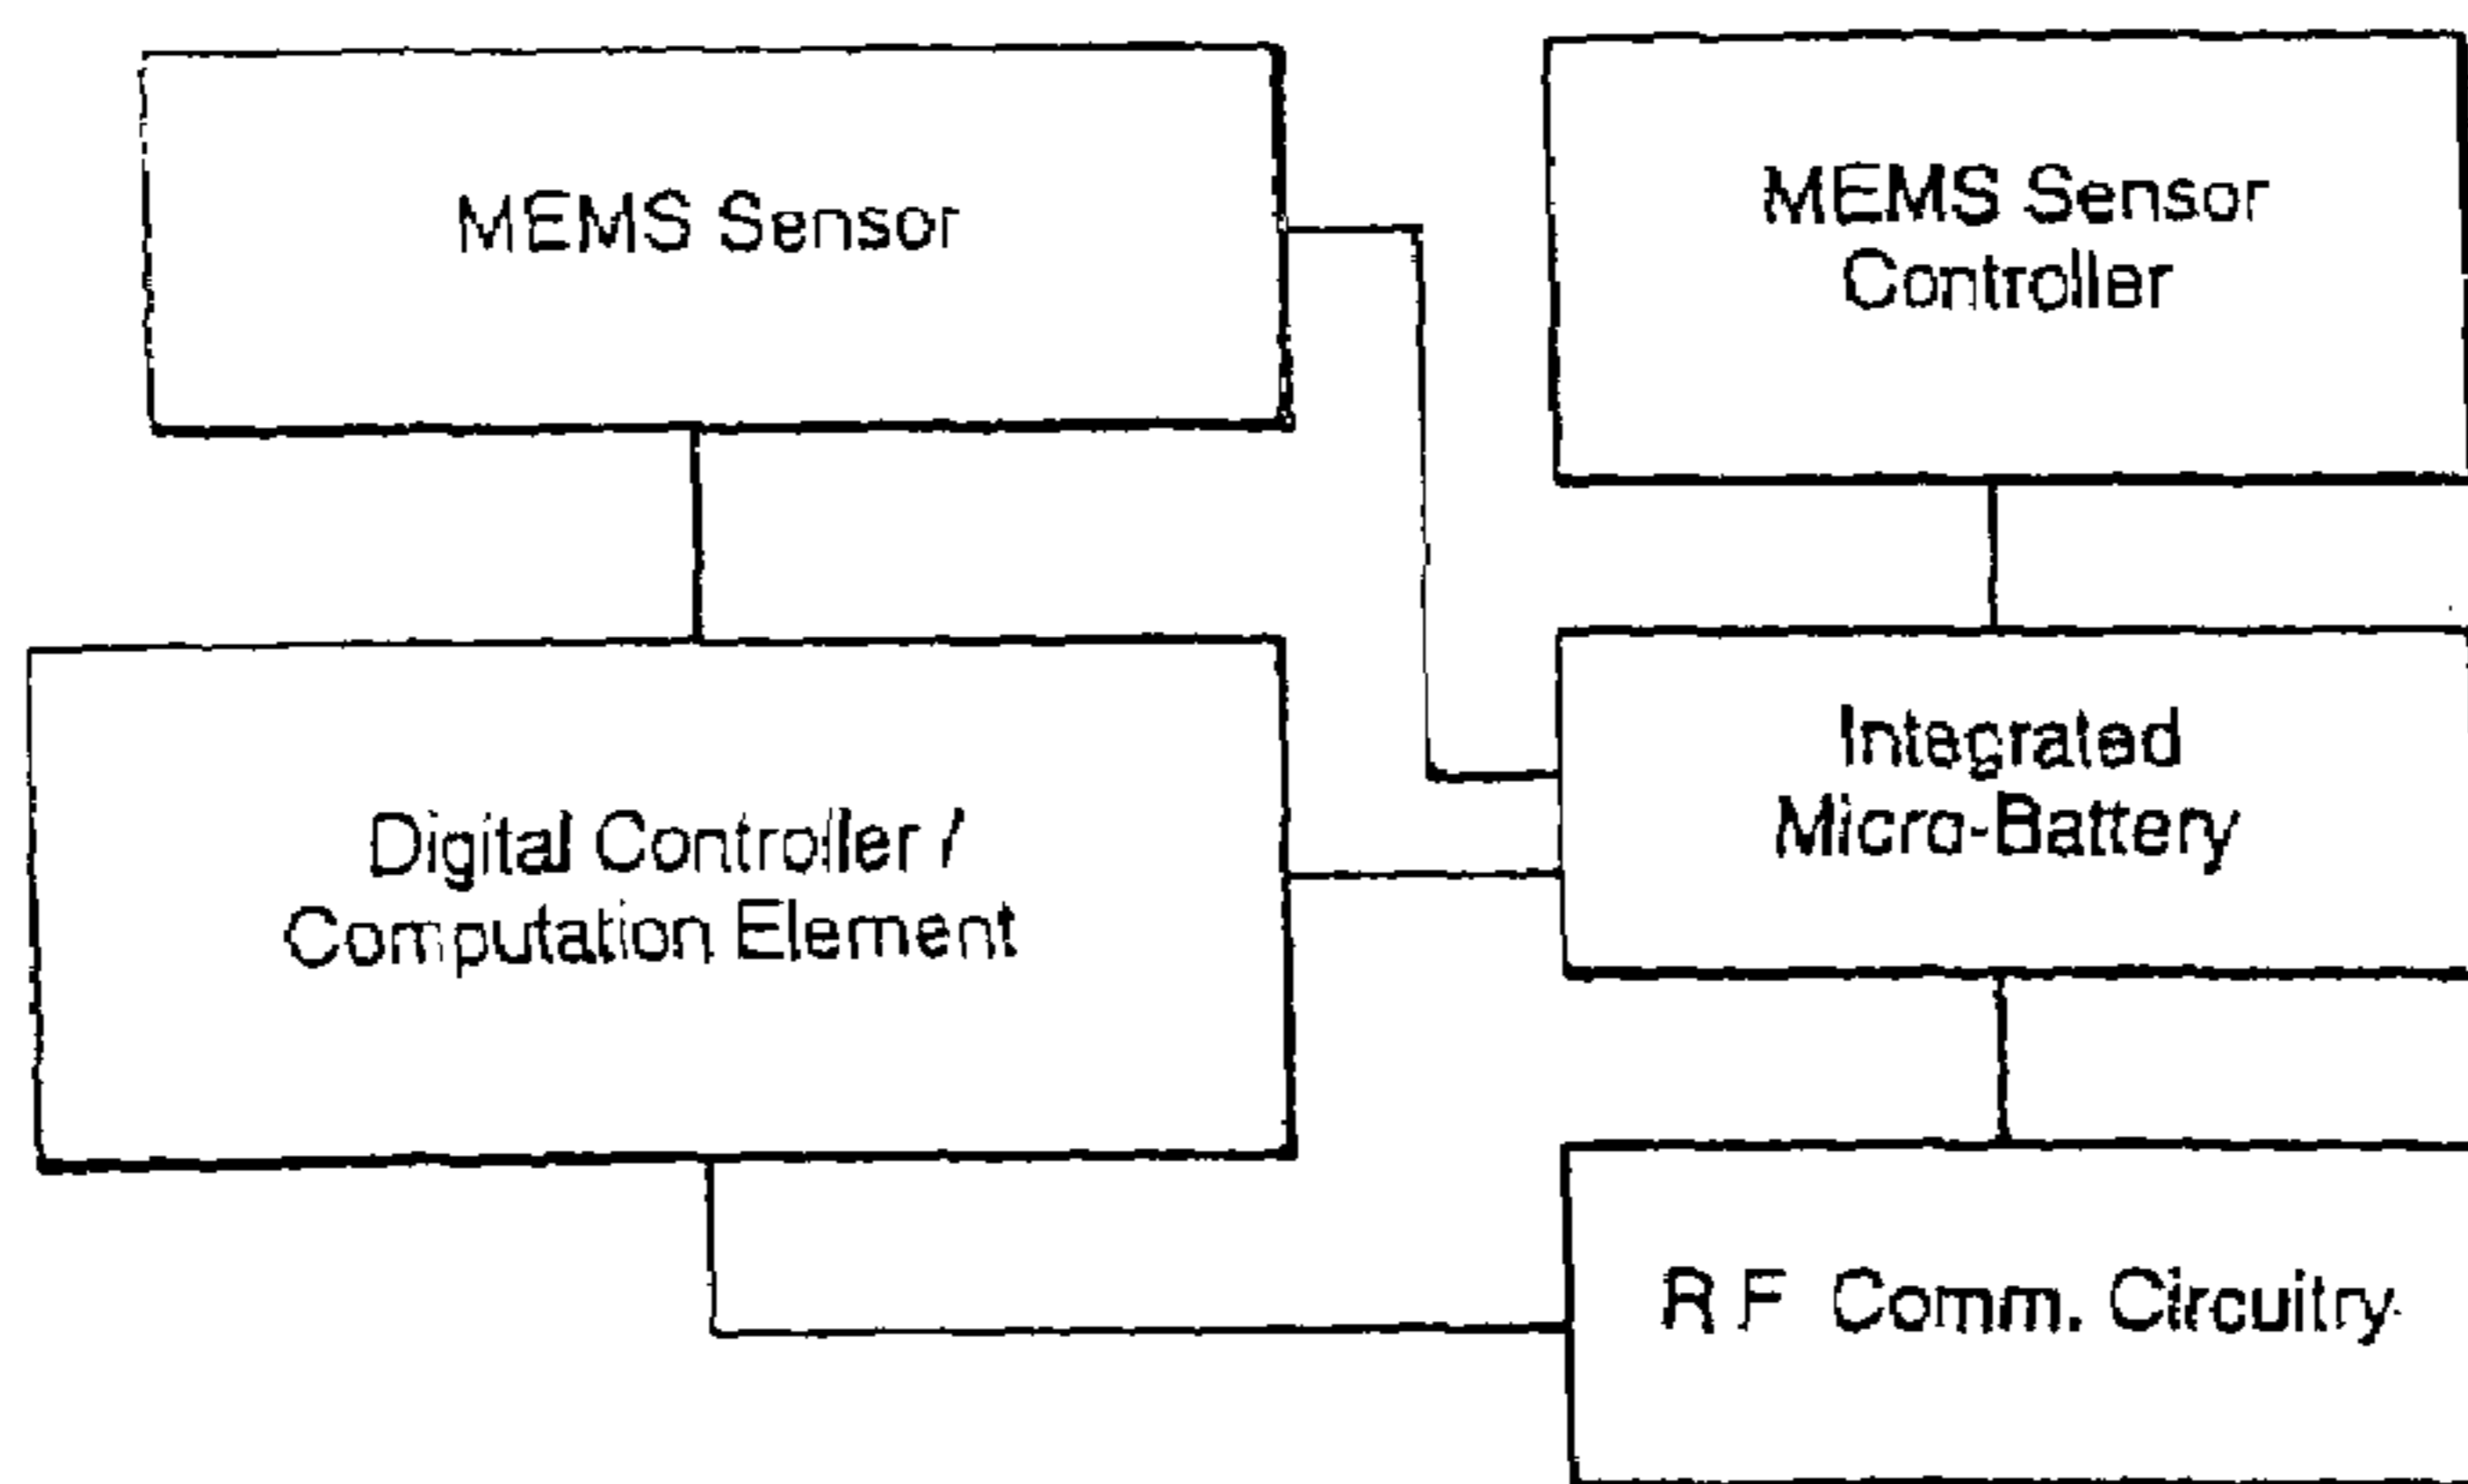 MEMS Sensor
MEMS Sensor
Controller
Digital Controller /
Computation Element
Integrated
Micro-Battery
R F Comm. Circuitry